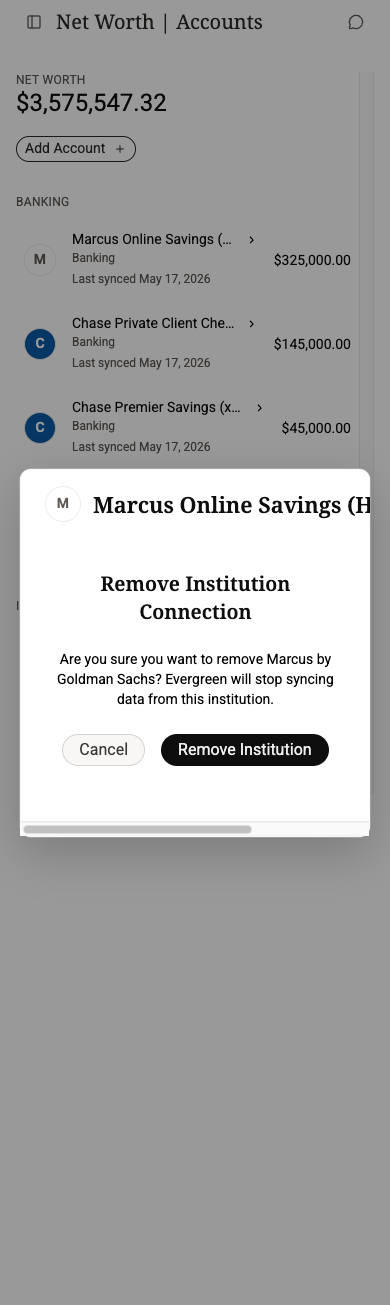 Net Worth | Accounts
NET WORTH
$3,575,547.32
Add Account +
BANKING
M
Marcus Online Savings (...
Banking
Last synced May 17, 2026
$325,000.00
C
Chase Private Client Che...
Banking
Last synced May 17, 2026
$145,000.00
C
Chase Premier Savings (x...
Banking
Last synced May 17, 2026
$45,000.00
M
Marcus Online Savings (H
Remove Institution
Connection
Are you sure you want to remove Marcus by
Goldman Sachs? Evergreen will stop syncing
data from this institution.
Cancel
Remove Institution